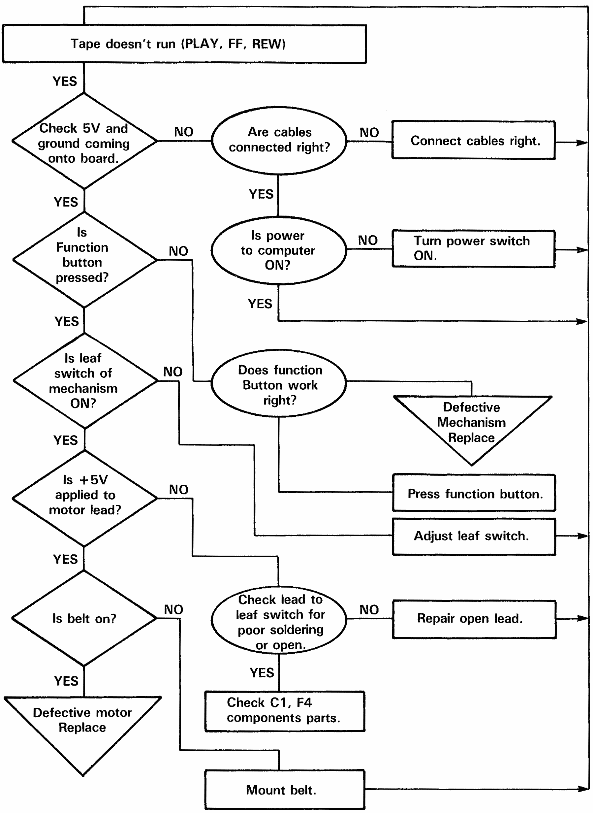 Tape doesn't run (PLAY, FF, REW)
YES
Check 5V and
ground coming
onto board.
NO
Are cables
connected right?
NO
Connect cables right.
YES
YES
Is
Function
button
pressed?
NO
Is power
to computer
ON?
NO
Turn power switch
ON.
YES
YES
Is leaf
switch of
mechanism
ON?
NO
Does function
Button work
right?
Defective
Mechanism
Replace
YES
Is +5V
applied to
motor lead?
NO
Press function button.
Adjust leaf switch.
YES
Is belt on?
NO
Check lead to
leaf switch for
poor soldering
or open.
NO
Repair open lead.
YES
YES
Defective motor
Replace
Check C1, F4
components parts.
Mount belt.